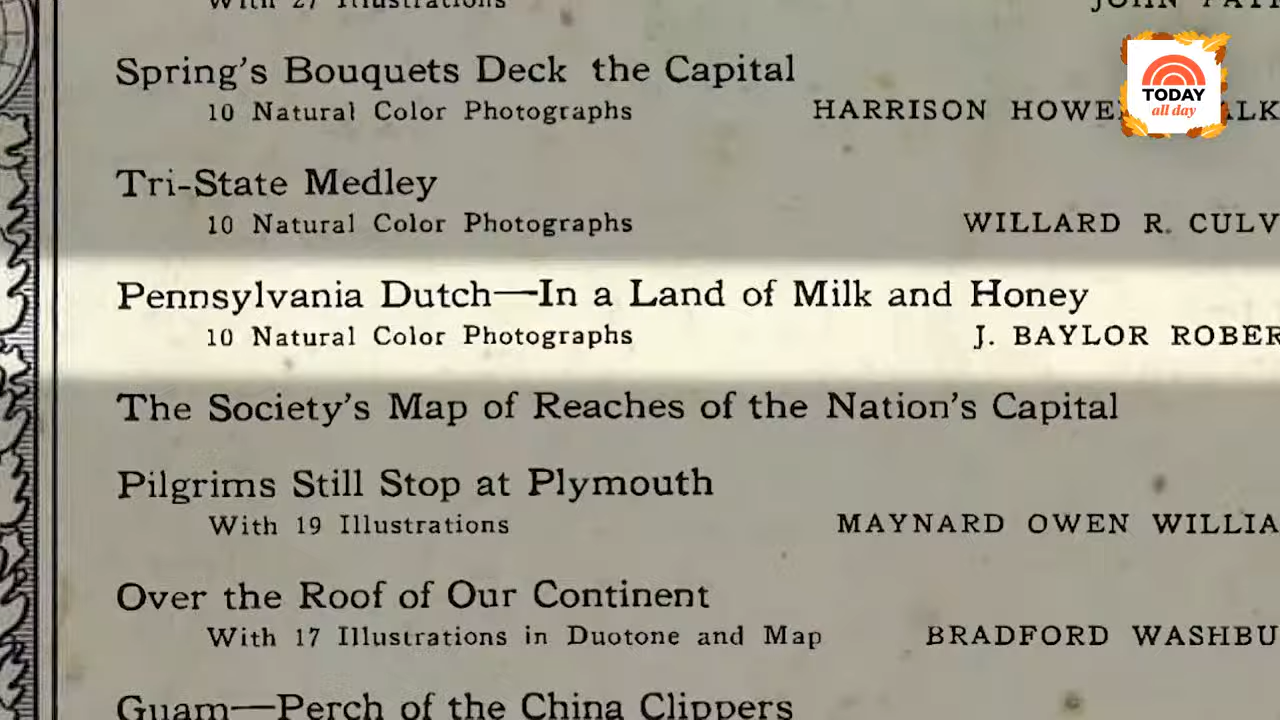 With 27 Illustrations
Spring's Bouquets Deck the Capital
10 Natural Color Photographs HARRISON
Tri-State Medley
10 Natural Color Photographs WILLARD R.
Pennsylvania Dutch—In a Land of Milk and Honey
10 Natural Color Photographs J. BAYLOR
The Society's Map of Reaches of the Nation's Capital
Pilgrims Still Stop at Plymouth
With 19 Illustrations MAYNARD OWEN
Over the Roof of Our Continent
With 17 Illustrations in Duotone and Map BRADFORD
Guam—Perch of the China Clippers
TODAY
all day